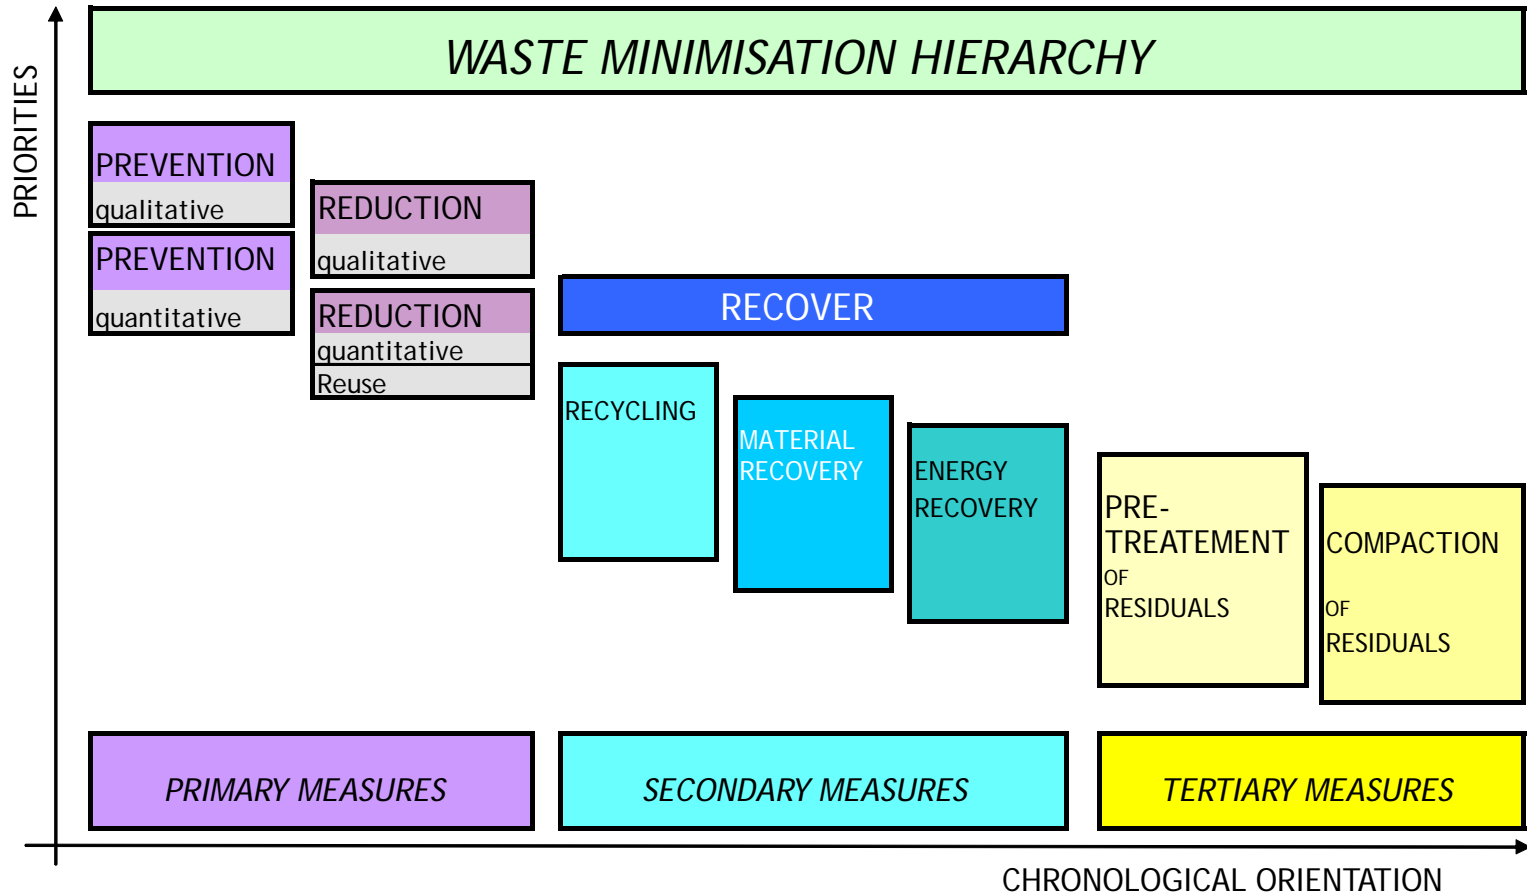 WASTE MINIMISATION HIERARCHY
PRIORITIES
PREVENTION
qualitative
PREVENTION
quantitative
REDUCTION
qualitative
REDUCTION
quantitative
Reuse
RECOVER
RECYCLING
MATERIAL
RECOVERY
ENERGY
RECOVERY
PRE-
TREATEMENT
OF
RESIDUALS
COMPACTION
OF
RESIDUALS
PRIMARY MEASURES
SECONDARY MEASURES
TERTIARY MEASURES
CHRONOLOGICAL ORIENTATION